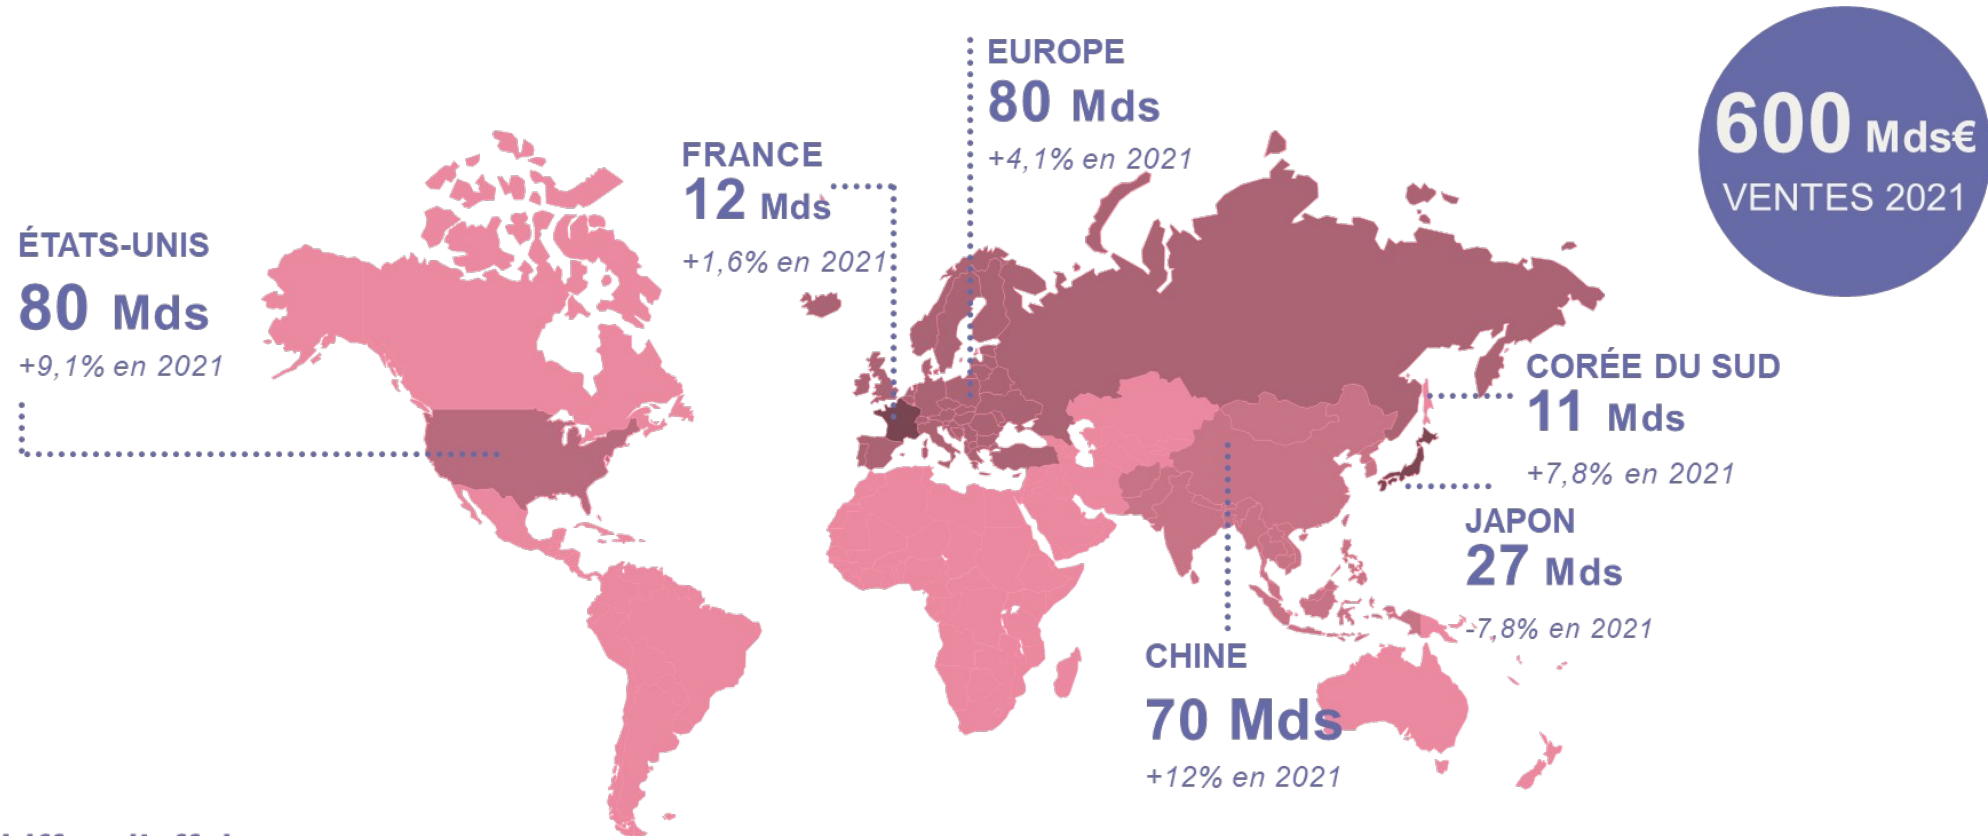 EUROPE
80 Mds
+4,1% en 2021
600 Mds€
VENTES 2021
FRANCE
12 Mds
+1,6% en 2021
ÉTATS-UNIS
80 Mds
+9,1% en 2021
CORÉE DU SUD
11 Mds
+7,8% en 2021
JAPON
27 Mds
-7,8% en 2021
CHINE
70 Mds
+12% en 2021